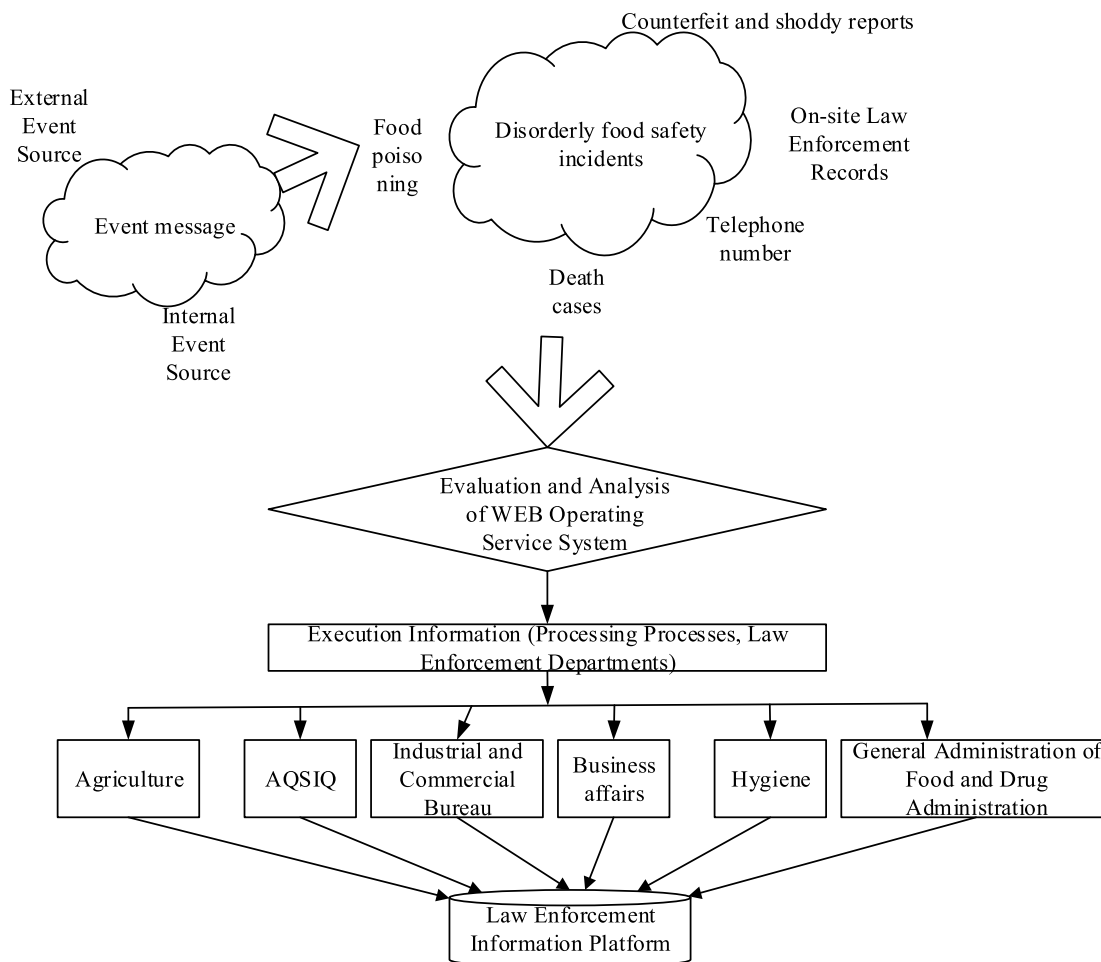 Counterfeit and shoddy reports
External
Event
Source
Event message
Internal
Event
Source
Food
poiso
ning
Disorderly food safety
incidents
On-site Law
Enforcement
Records
Telephone
number
Death
cases
Evaluation and Analysis
of WEB Operating
Service System
Execution Information (Processing Processes, Law
Enforcement Departments)
Agriculture
AQSIQ
Industrial and
Commercial
Bureau
Business
affairs
Hygiene
General Administration of
Food and Drug
Administration
Law Enforcement
Information Platform